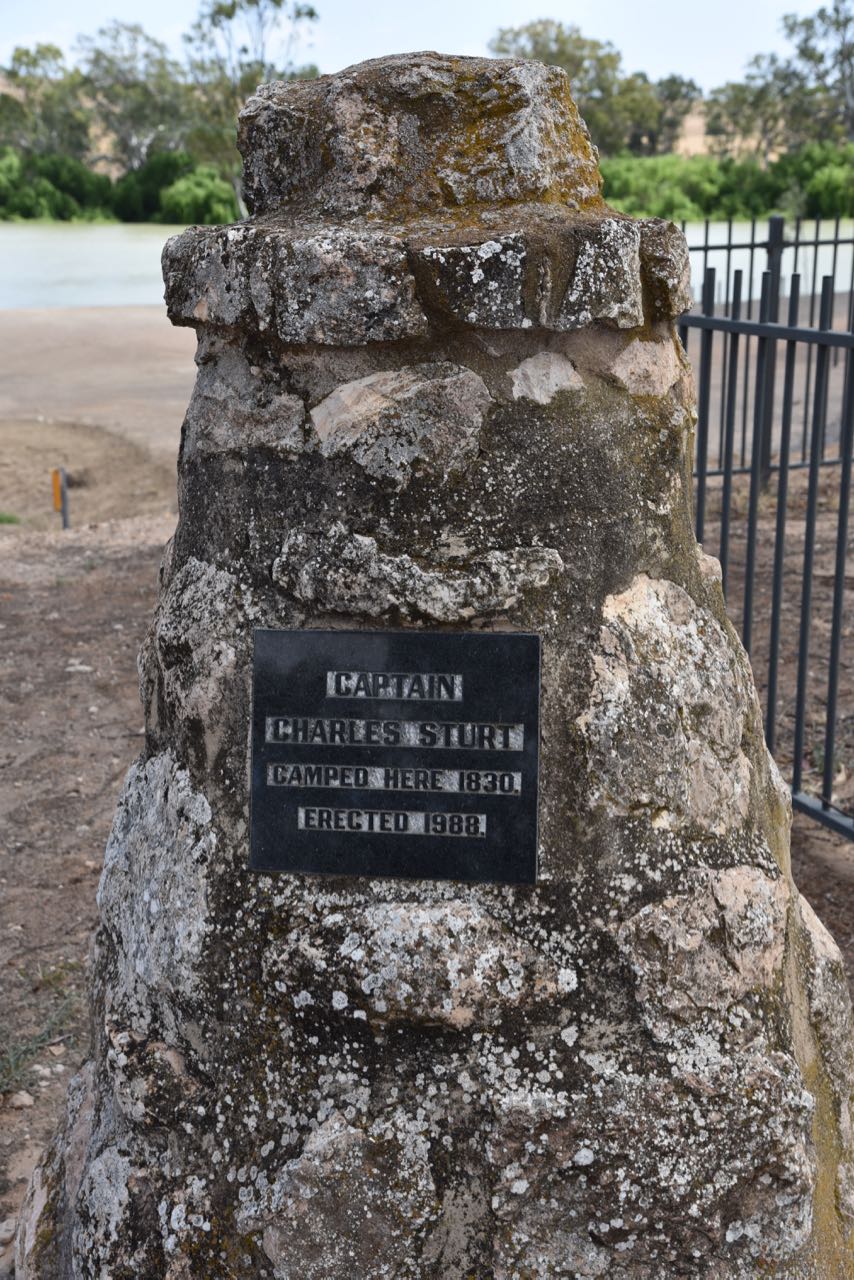 CAPTAIN
CHARLES STURT
CAMPED HERE 1830.
ERECTED 1988.